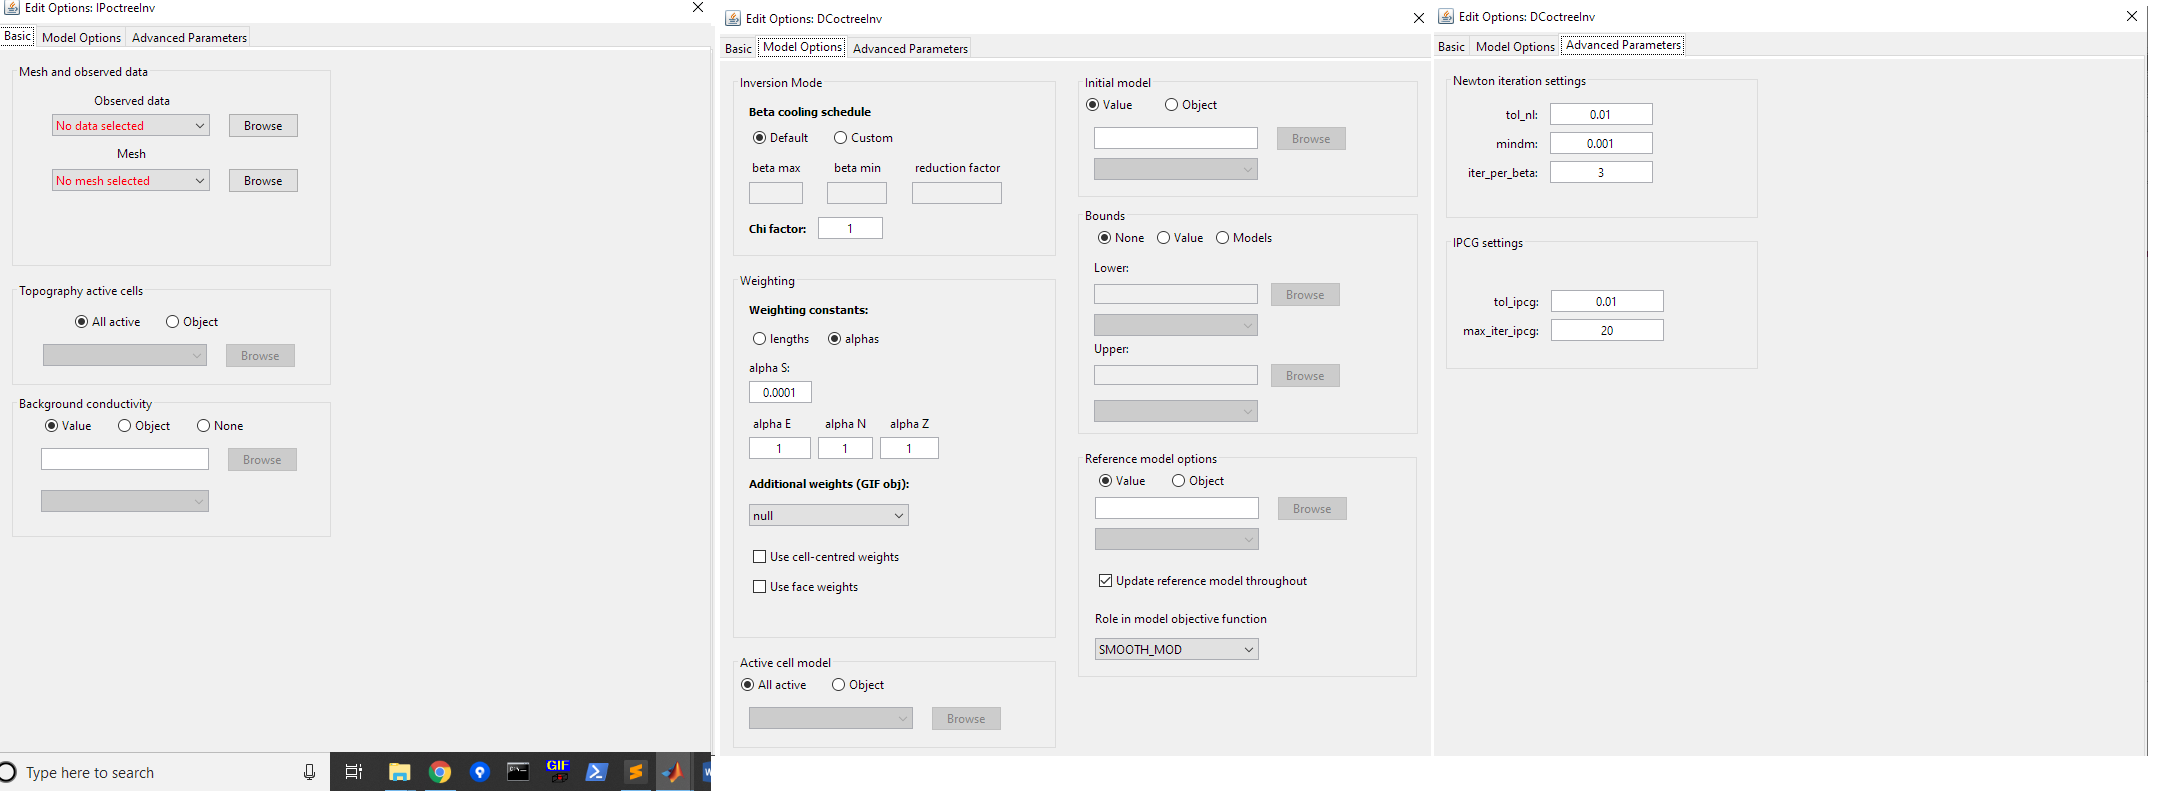 Edit Options: IPoctreeInv
Basic Model Options Advanced Parameters
Mesh and observed data
Observed data
No data selected Browse
Mesh
No mesh selected Browse
Topography active cells
All active Object
Browse
Background conductivity
Value Object None
Browse
Type here to search
GIF
Edit Options: DCoctreeInv
Basic Model Options Advanced Parameters
Inversion Mode
Beta cooling schedule
Default Custom
beta max beta min reduction factor
Chi factor: 1
Weighting
Weighting constants:
lengths alphas
alpha S:
0.0001
alpha E alpha N alpha Z
1 1 1
Additional weights (GIF obj):
null
Use cell-centred weights
Use face weights
Active cell model
All active Object
Browse
Initial model
Value Object
Browse
Bounds
None Value Models
Lower:
Browse
Upper:
Browse
Reference model options
Value Object
Browse
Update reference model throughout
Role in model objective function
SMOOTH_MOD
Edit Options: DCoctreeInv
Basic Model Options Advanced Parameters
Newton iteration settings
tol_nl: 0.01
mindm: 0.001
iter_per_beta: 3
IPCG settings
tol_ipcg: 0.01
max_iter_ipcg: 20